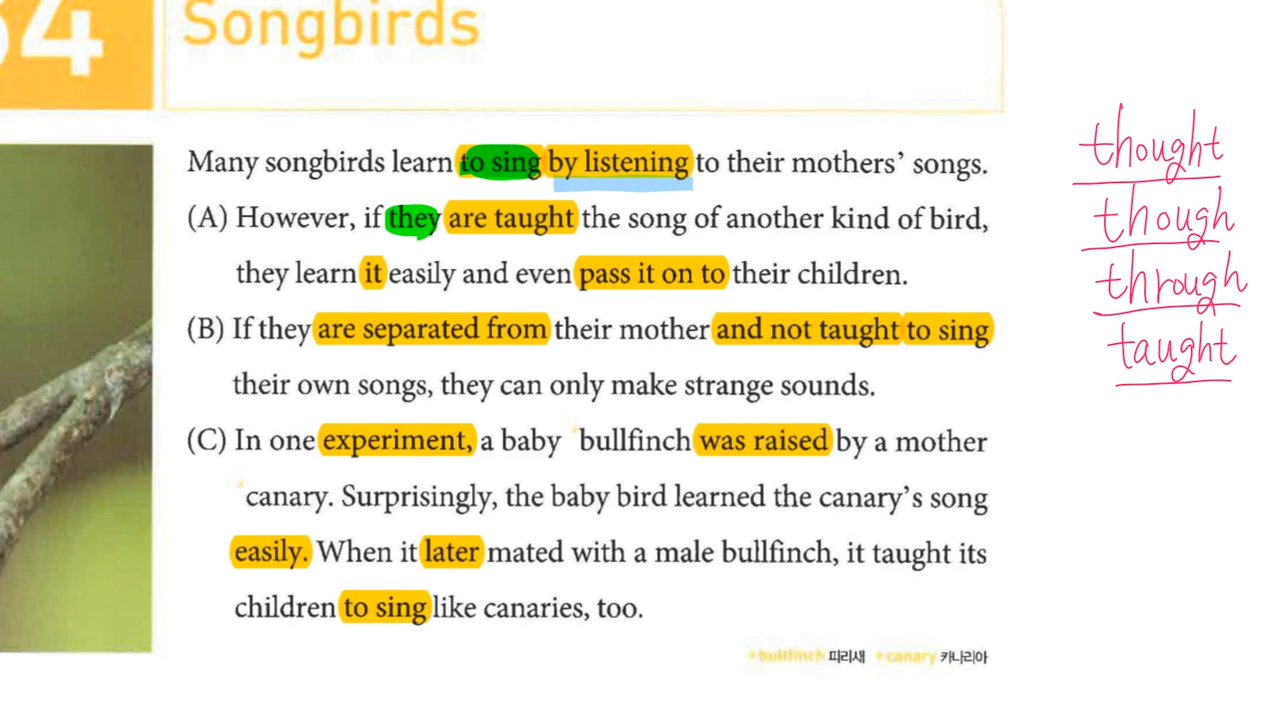 54
Songbirds
Many songbirds learn to sing by listening to their mothers’ songs.
(A) However, if they are taught the song of another kind of bird,
they learn it easily and even pass it on to their children.
(B) If they are separated from their mother and not taught to sing
their own songs, they can only make strange sounds.
(C) In one experiment, a baby bullfinch was raised by a mother
canary. Surprisingly, the baby bird learned the canary’s song
easily. When it later mated with a male bullfinch, it taught its
children to sing like canaries, too.
bullfinch 피리새 canary 카나리아
thought
though
through
taught